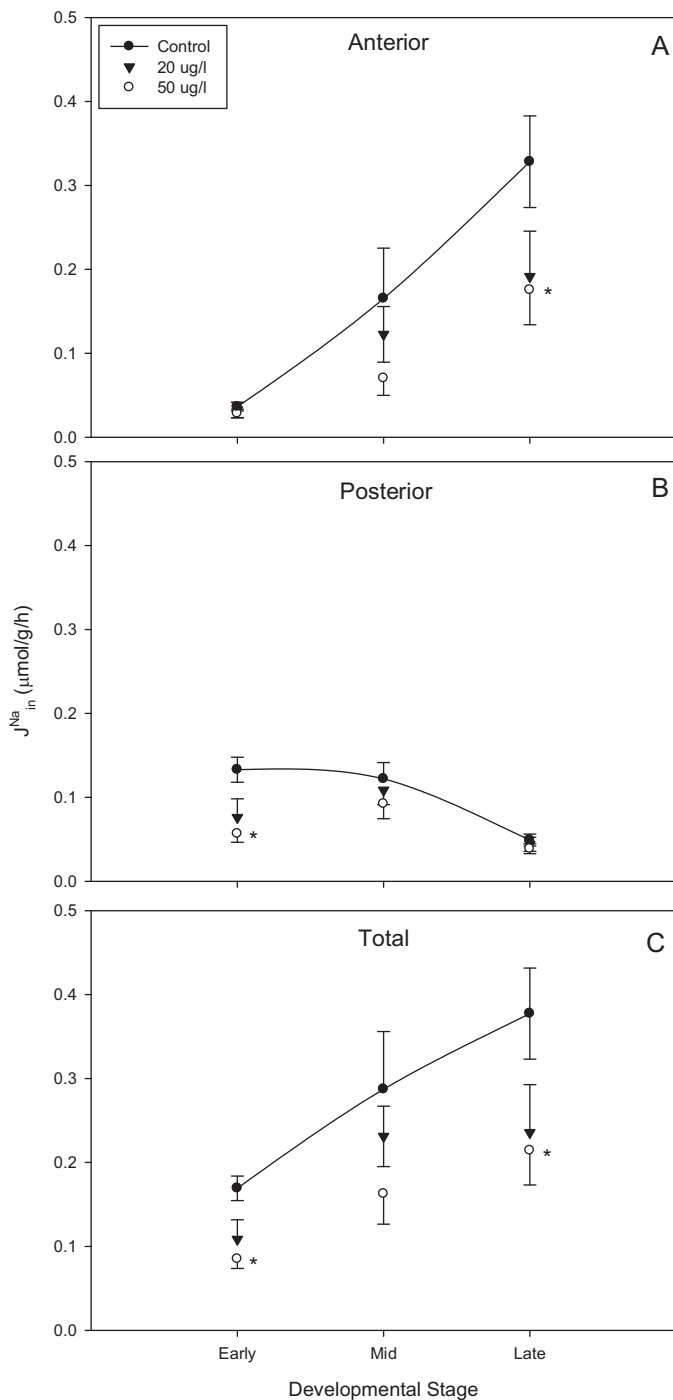 0.5
Anterior
A
Control
20 ug/l
50 ug/l
0.4
0.3
0.2
*
0.1
0.0
0.5
Posterior
B
0.4
0.3
0.2
0.1
*
0.0
J^Na_in (μmol/g/h)
0.5
Total
C
0.4
0.3
0.2
*
0.1
*
0.0
Early Mid Late
Developmental Stage